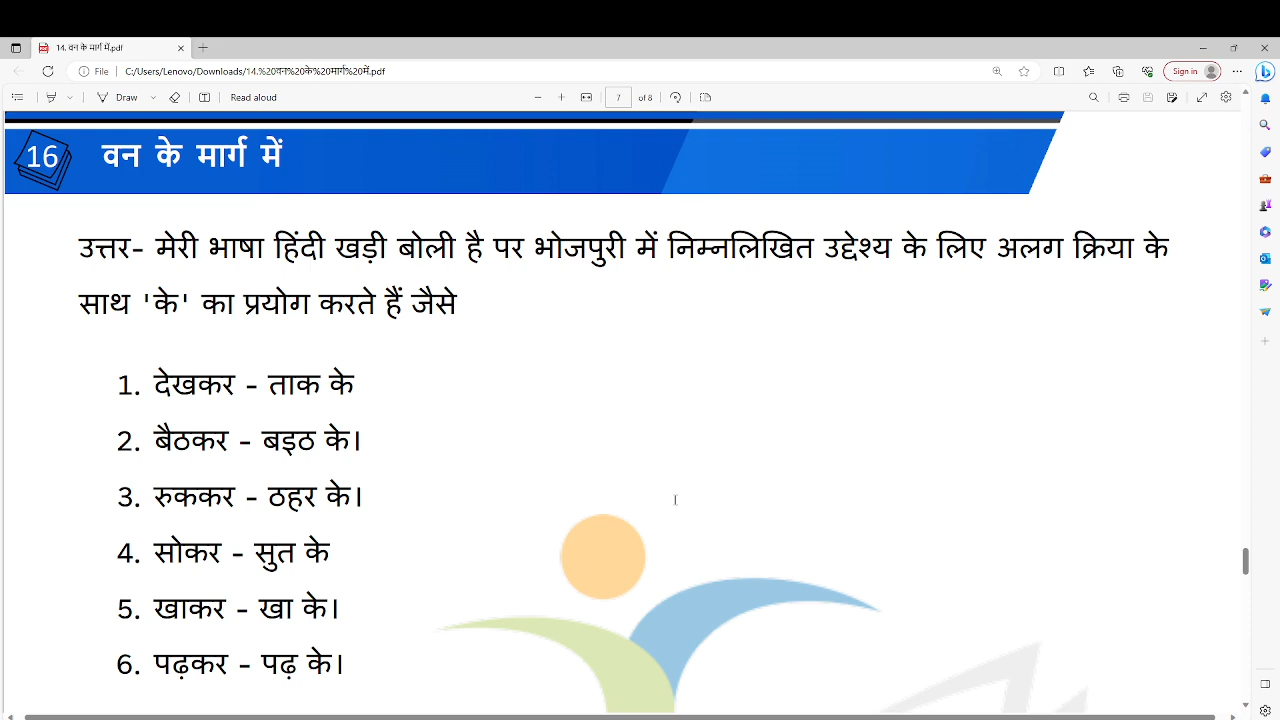 14. वन के मार्ग में.pdf
File C:/Users/Lenovo/Downloads/14.%20वन%20के%20मार्ग%20में.pdf Sign in
Draw Read aloud 7 of 8
16 वन के मार्ग में
उत्तर- मेरी भाषा हिंदी खड़ी बोली है पर भोजपुरी में निम्नलिखित उद्देश्य के लिए अलग क्रिया के
साथ 'के' का प्रयोग करते हैं जैसे
1. देखकर - ताक के
2. बैठकर - बइठ के।
3. रुककर - ठहर के।
4. सोकर - सुत के
5. खाकर - खा के।
6. पढ़कर - पढ़ के।